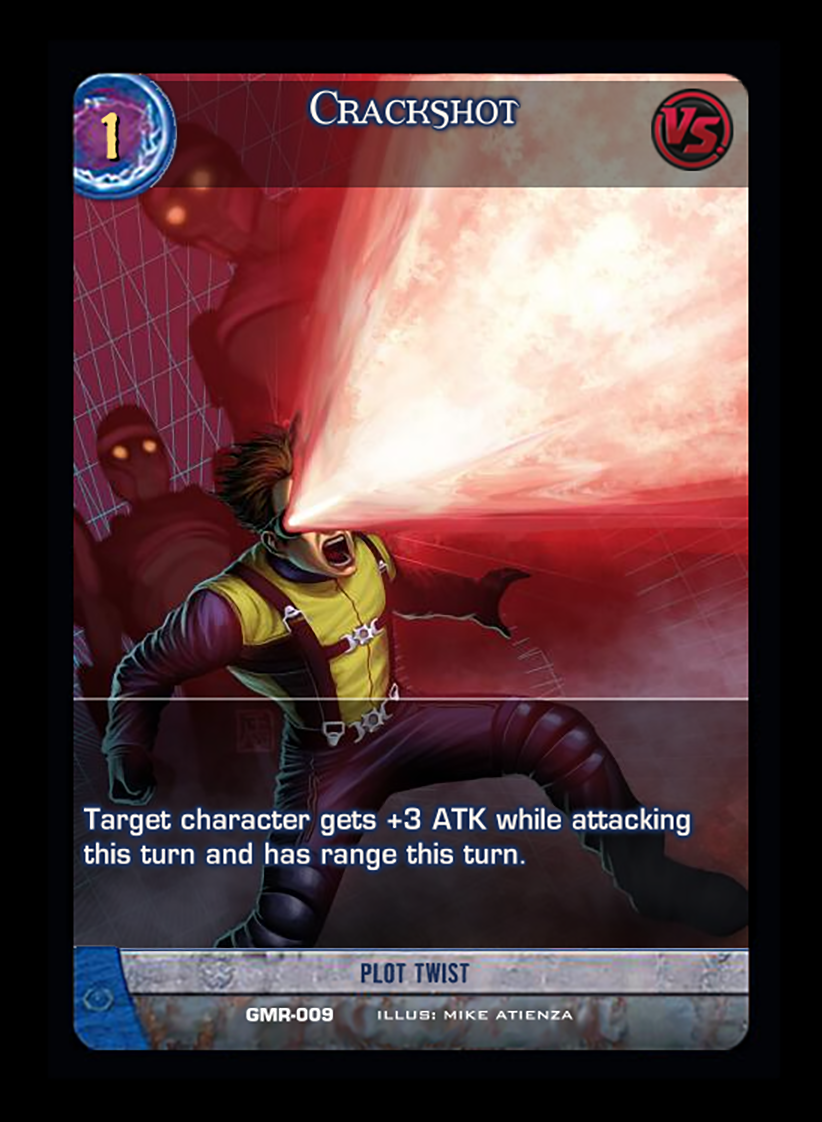 1
Crackshot
VS.
Target character gets +3 ATK while attacking
this turn and has range this turn.
PLOT TWIST
GMR-009 ILLUS: MIKE ATIENZA